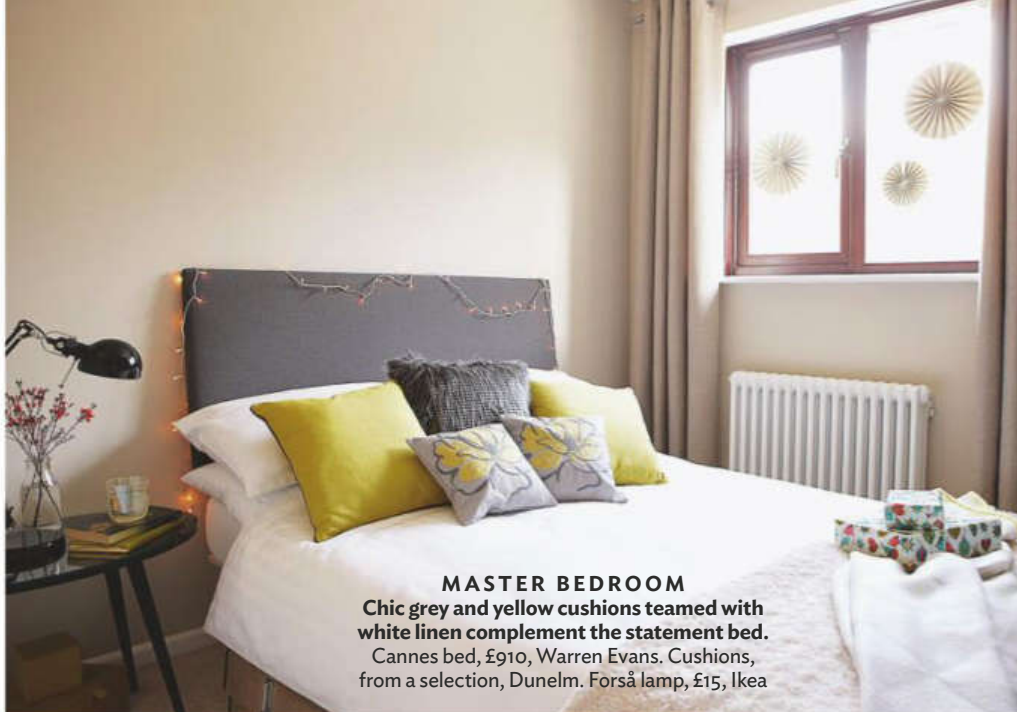 MASTER BEDROOM
Chic grey and yellow cushions teamed with
white linen complement the statement bed.
Cannes bed, £910, Warren Evans. Cushions,
from a selection, Dunelm. Forså lamp, £15, Ikea